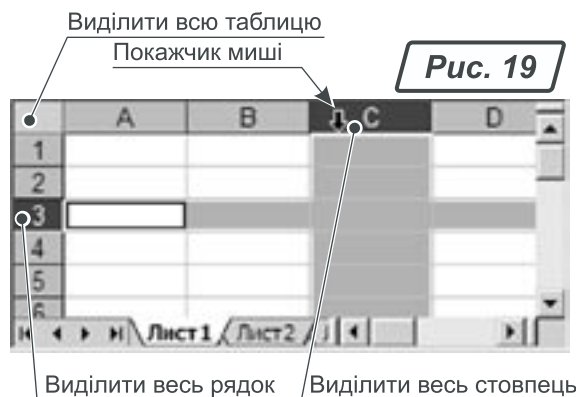 Виділити всю таблицю
Покажчик миші
Рис. 19
A B C D
1
2
3
4
5
6
Лист1 Лист2
Виділити весь рядок
Виділити весь стовпець